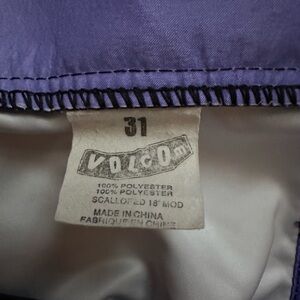 31
VOLCOM
100% POLYESTER
100% POLYESTER
SCALLOPED 18" MOD
MADE IN CHINA
FABRIQUE EN CHINE